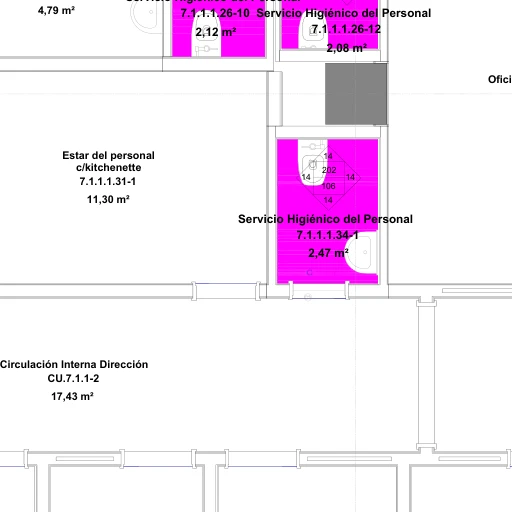 4,79 m²
7.1.1.1.26-10
2,12 m²
Servicio Higiénico del Personal
7.1.1.1.26-12
2,08 m²
Estar del personal
c/kitchenette
7.1.1.1.31-1
11,30 m²
14
202
14
14
106
14
Servicio Higiénico del Personal
7.1.1.1.34-1
2,47 m²
Circulación Interna Dirección
CU.7.1.1-2
17,43 m²